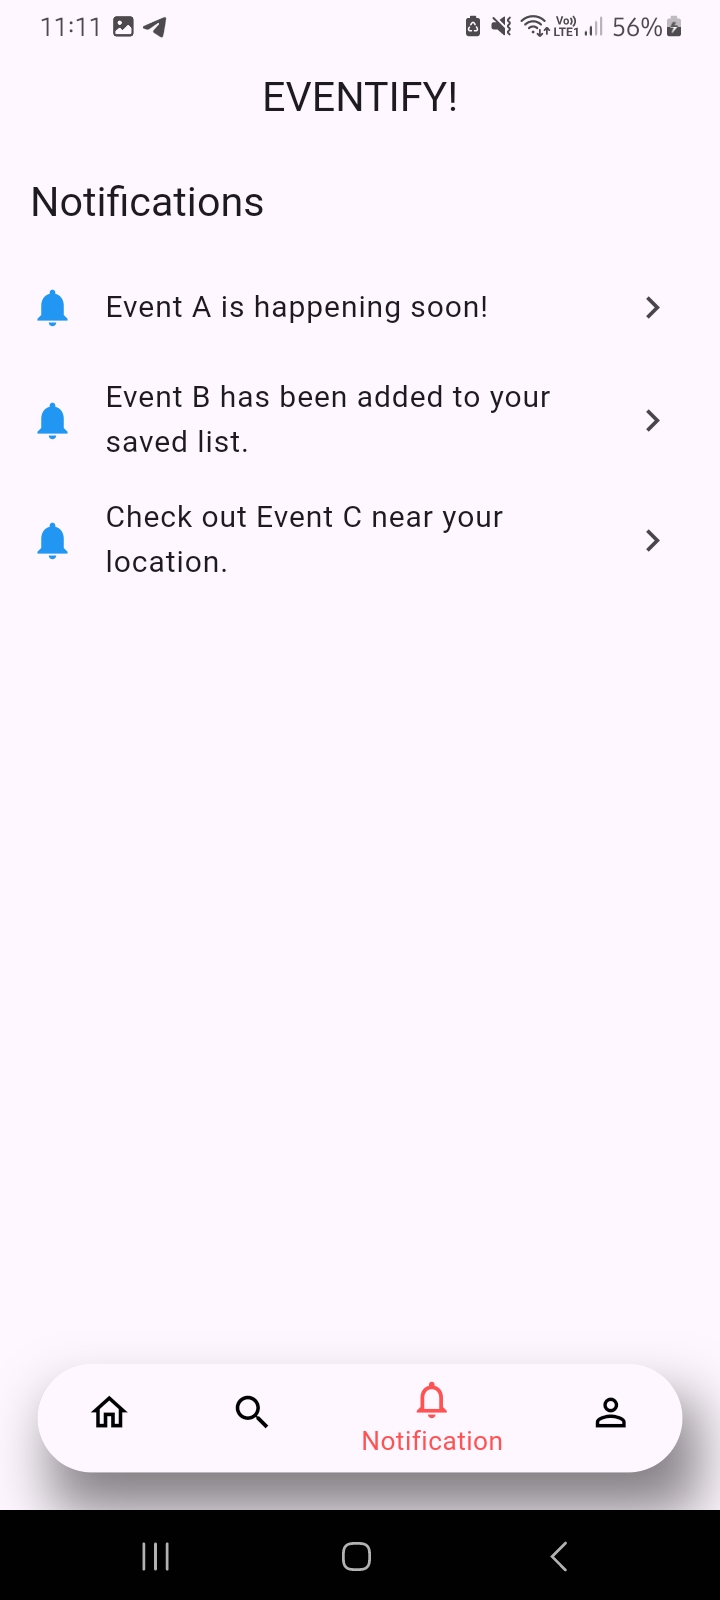 11:11 Vo)) LTE1 56%
EVENTIFY!
Notifications
Event A is happening soon!
Event B has been added to your
saved list.
Check out Event C near your
location.
Notification